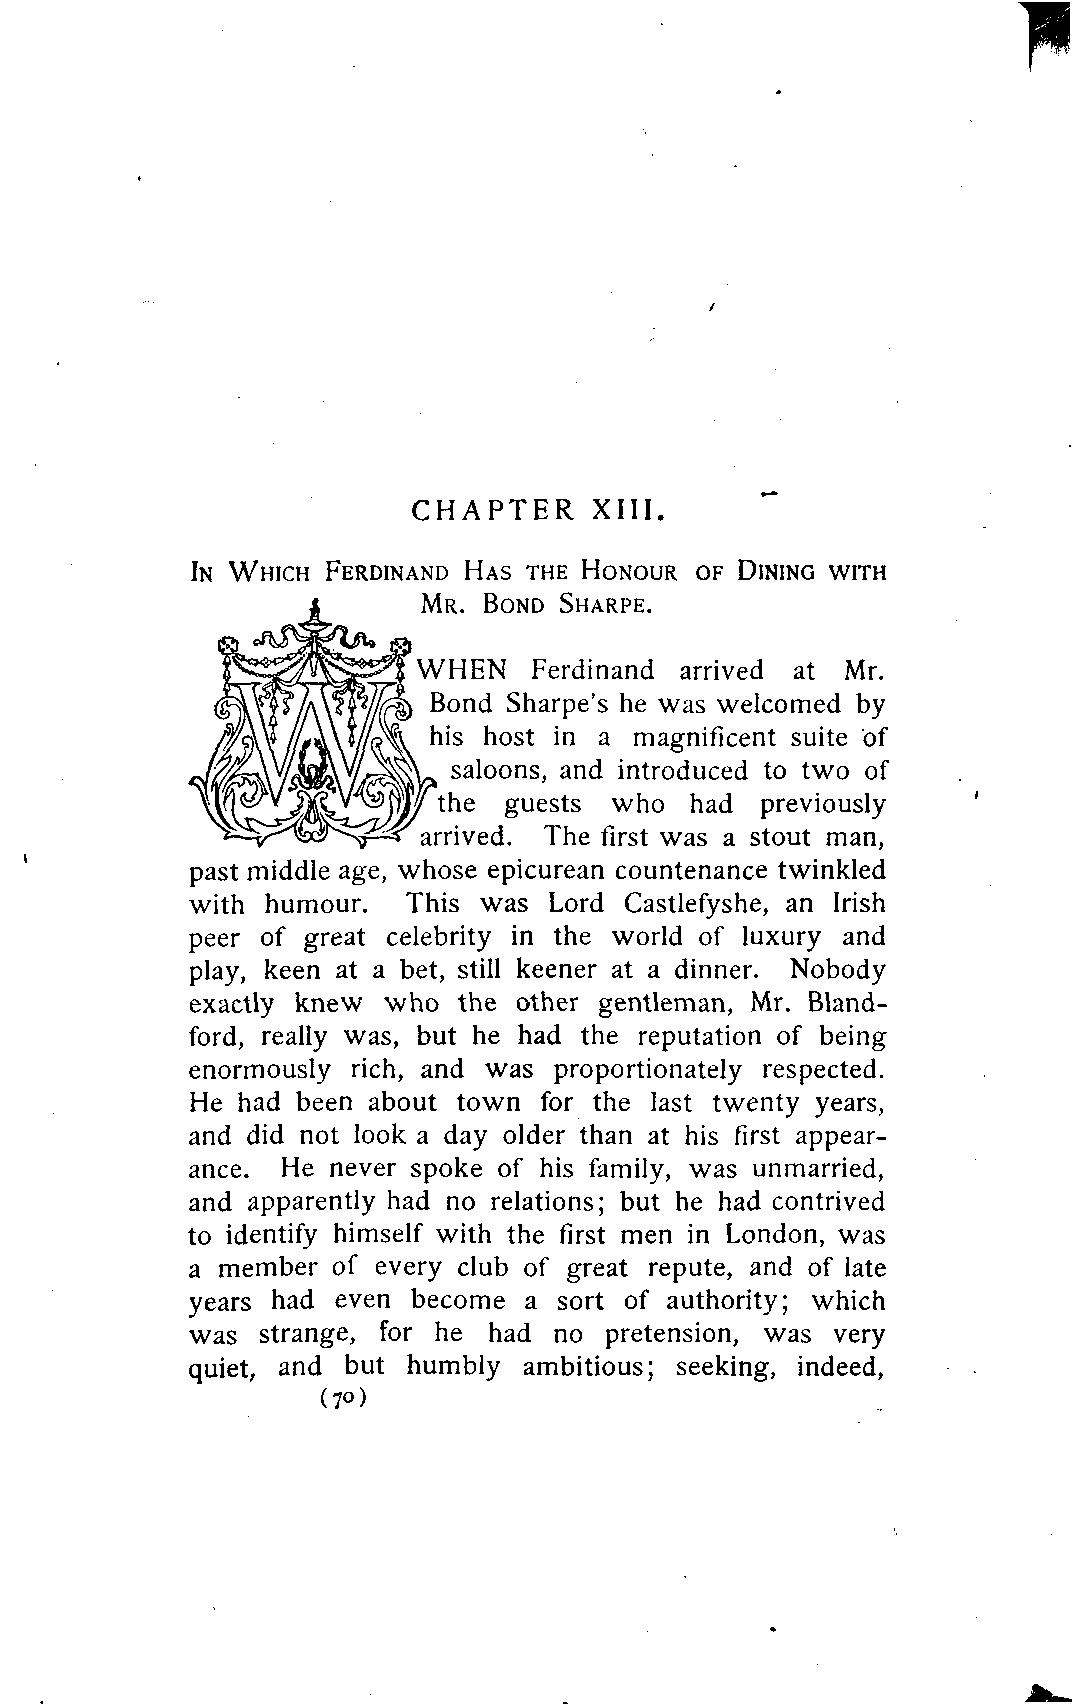 CHAPTER XIII.
IN WHICH FERDINAND HAS THE HONOUR OF DINING WITH
MR. BOND SHARPE.
WHEN Ferdinand arrived at Mr.
Bond Sharpe's he was welcomed by
his host in a magnificent suite of
saloons, and introduced to two of
the guests who had previously
arrived. The first was a stout man,
past middle age, whose epicurean countenance twinkled
with humour. This was Lord Castlefyshe, an Irish
peer of great celebrity in the world of luxury and
play, keen at a bet, still keener at a dinner. Nobody
exactly knew who the other gentleman, Mr. Bland-
ford, really was, but he had the reputation of being
enormously rich, and was proportionately respected.
He had been about town for the last twenty years,
and did not look a day older than at his first appear-
ance. He never spoke of his family, was unmarried,
and apparently had no relations; but he had contrived
to identify himself with the first men in London, was
a member of every club of great repute, and of late
years had even become a sort of authority; which
was strange, for he had no pretension, was very
quiet, and but humbly ambitious; seeking, indeed,
(70)